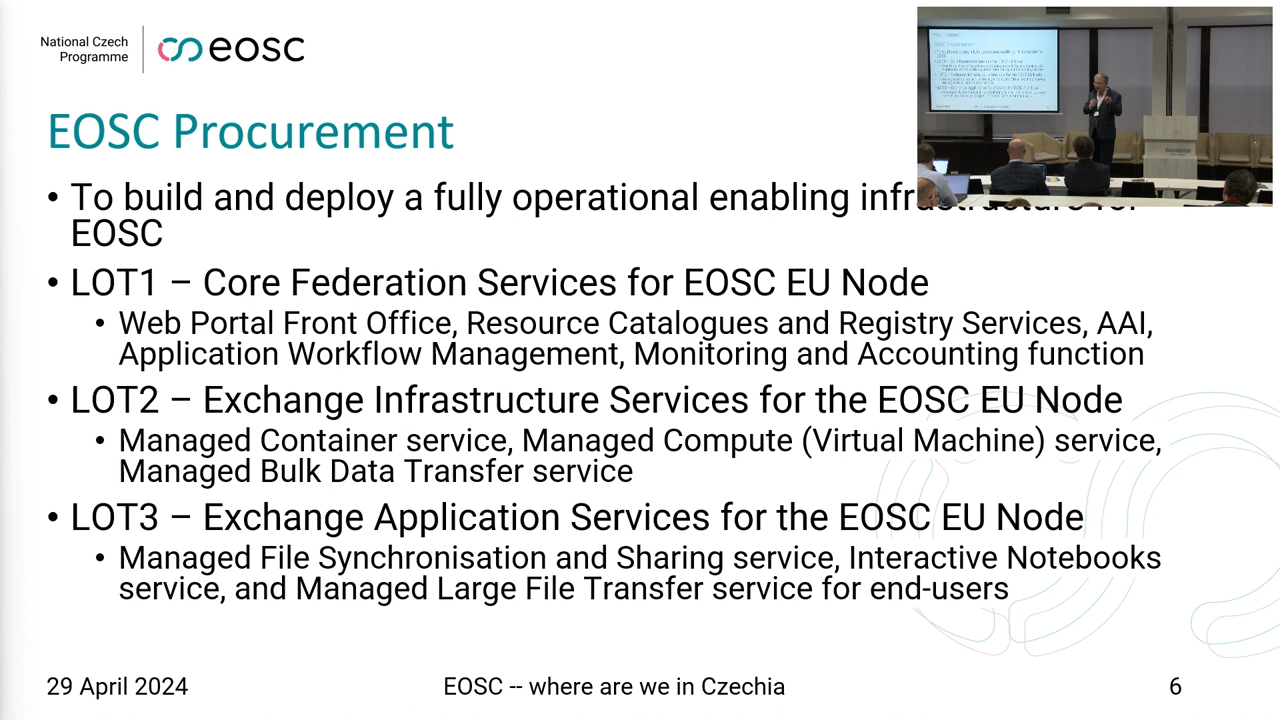 National Czech
Programme
eosc
EOSC Procurement
• To build and deploy a fully operational enabling infrastructure for
EOSC
• LOT1 – Core Federation Services for EOSC EU Node
• Web Portal Front Office, Resource Catalogues and Registry Services, AAI,
Application Workflow Management, Monitoring and Accounting function
• LOT2 – Exchange Infrastructure Services for the EOSC EU Node
• Managed Container service, Managed Compute (Virtual Machine) service,
Managed Bulk Data Transfer service
• LOT3 – Exchange Application Services for the EOSC EU Node
• Managed File Synchronisation and Sharing service, Interactive Notebooks
service, and Managed Large File Transfer service for end-users
29 April 2024
EOSC -- where are we in Czechia
6